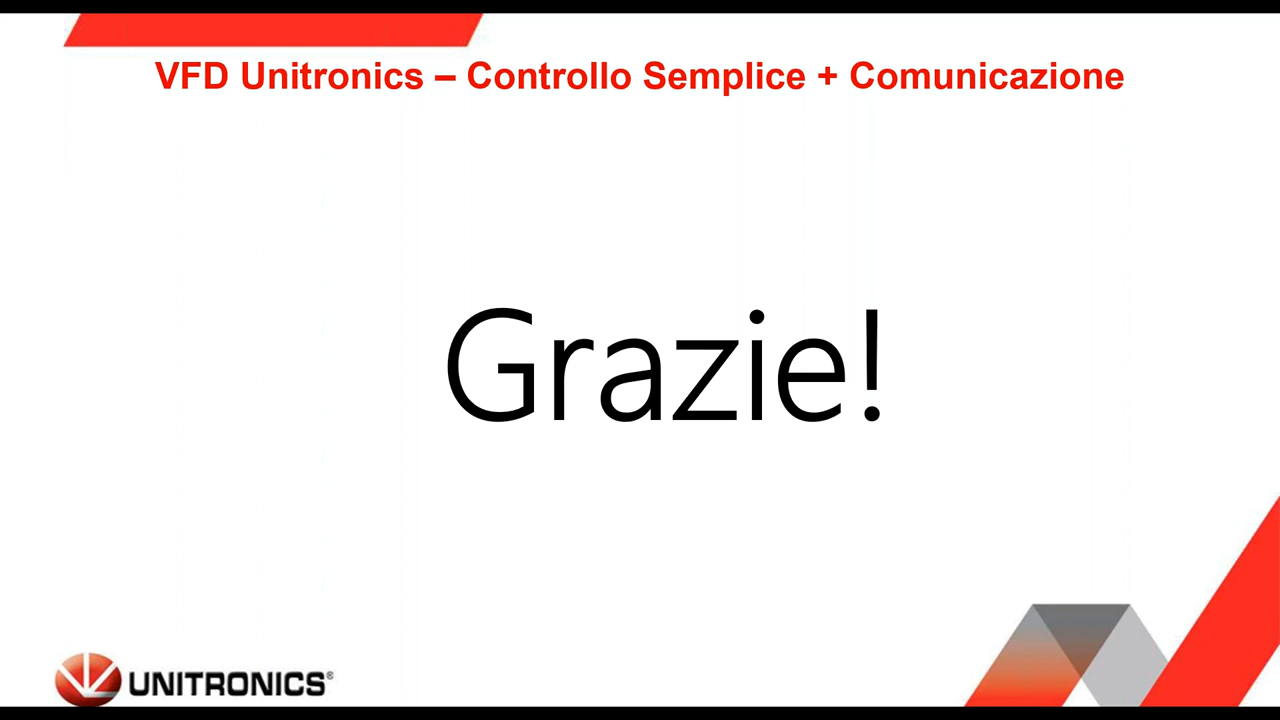 VFD Unitronics – Controllo Semplice + Comunicazione
Grazie!
UNITRONICS®